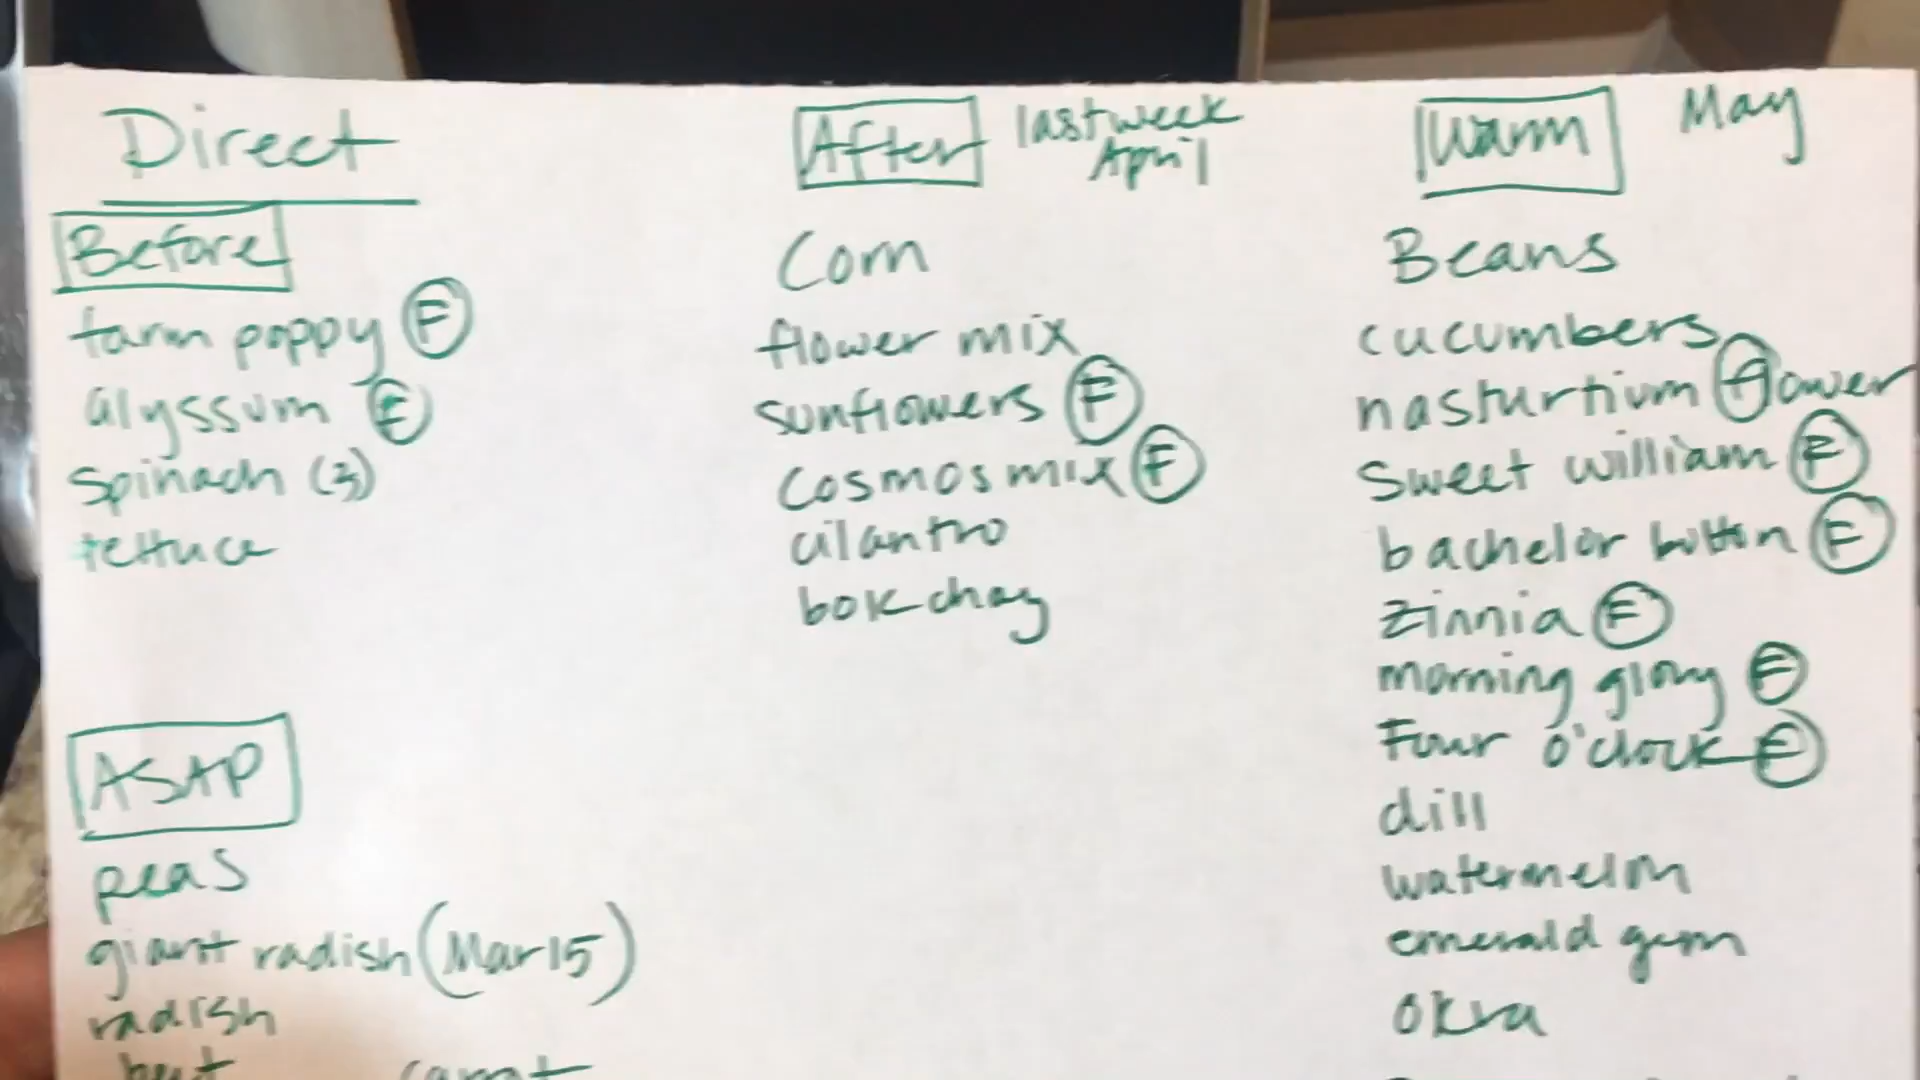 Direct
Before
farm poppy F
alyssum F
Spinach (3)
lettuce
ASAP
peas
giant radish (Mar 15)
radish
beet carrot
After last week April
Corn
flower mix
sunflowers F
Cosmos mix F
cilantro
bok choy
Warm May
Beans
cucumbers
nasturtium flower
Sweet william F
bachelor button F
Zinnia F
morning glory F
Four o'clock F
dill
watermelon
emerald gem
okra